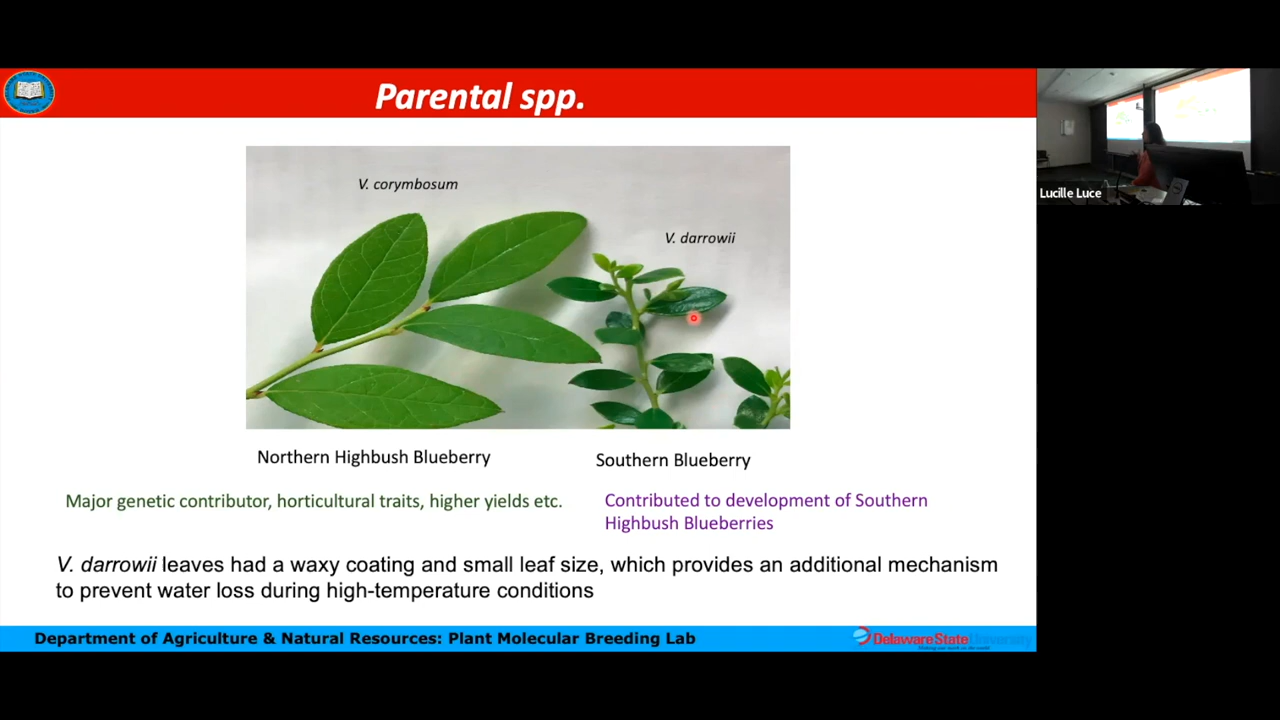 Parental spp.
V. corymbosum
V. darrowii
Lucille Luce
Northern Highbush Blueberry
Southern Blueberry
Major genetic contributor, horticultural traits, higher yields etc.
Contributed to development of Southern
Highbush Blueberries
V. darrowii leaves had a waxy coating and small leaf size, which provides an additional mechanism
to prevent water loss during high-temperature conditions
Department of Agriculture & Natural Resources: Plant Molecular Breeding Lab
Delaware State University